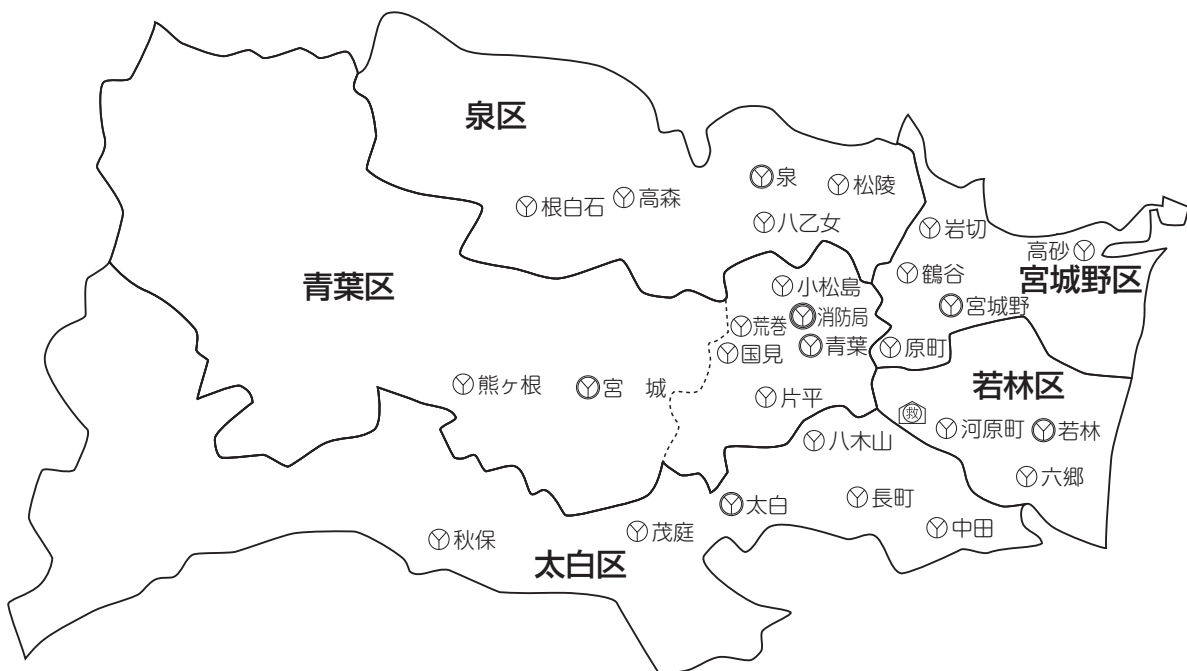 泉区
泉
松陵
高森
根白石
八乙女
岩切
高砂
鶴谷
宮城野区
青葉区
小松島
宮城野
消防局
荒巻
青葉
原町
国見
熊ヶ根
宮 城
片平
若林区
救
河原町
若林
八木山
六郷
長町
太白
中田
茂庭
秋保
太白区